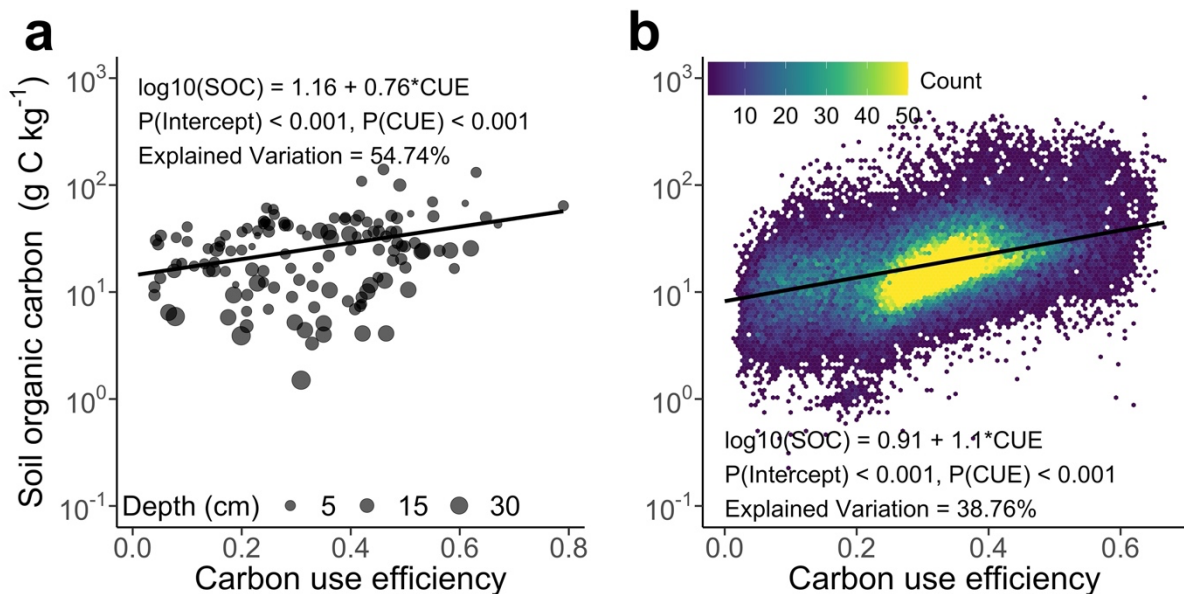 a
Soil organic carbon (g C kg⁻¹)
10³
10²
10¹
10⁰
10⁻¹
log10(SOC) = 1.16 + 0.76*CUE
P(Intercept) < 0.001, P(CUE) < 0.001
Explained Variation = 54.74%
Depth (cm) 5 15 30
0.0 0.2 0.4 0.6 0.8
Carbon use efficiency
b
10³
10²
10¹
10⁰
10⁻¹
Count
10 20 30 40 50
log10(SOC) = 0.91 + 1.1*CUE
P(Intercept) < 0.001, P(CUE) < 0.001
Explained Variation = 38.76%
0.0 0.2 0.4 0.6
Carbon use efficiency